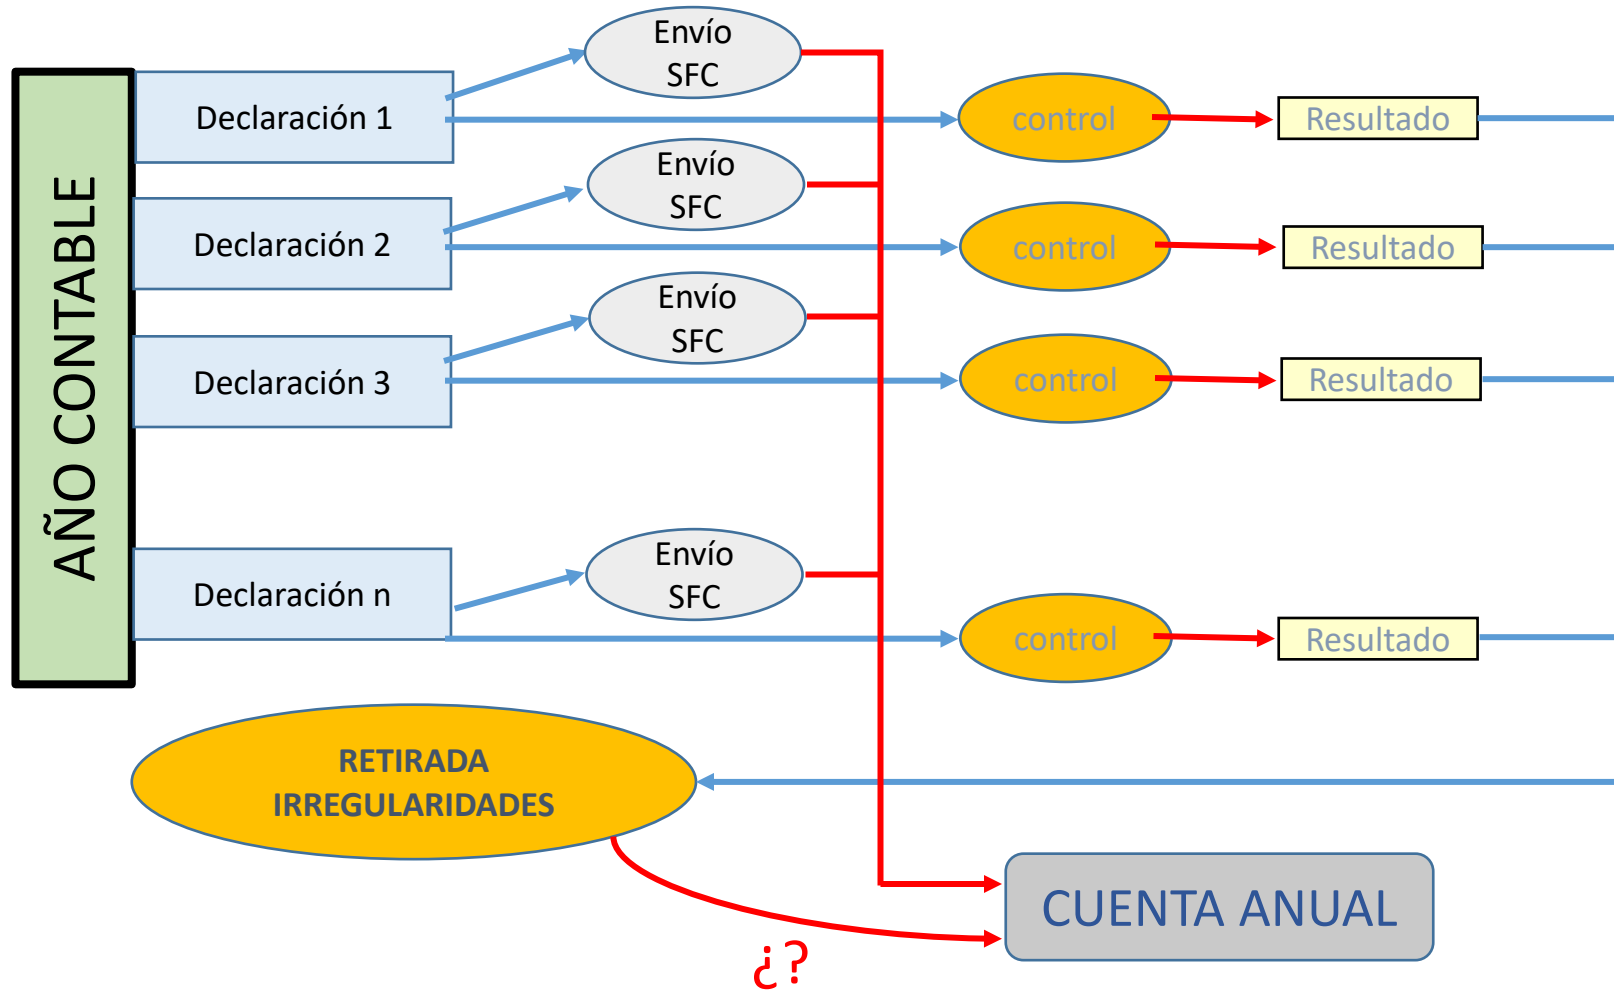 AÑO CONTABLE
Envío
SFC
Declaración 1
control
Resultado
Envío
SFC
Declaración 2
control
Resultado
Envío
SFC
Declaración 3
control
Resultado
Envío
SFC
Declaración n
control
Resultado
RETIRADA
IRREGULARIDADES
CUENTA ANUAL
¿?